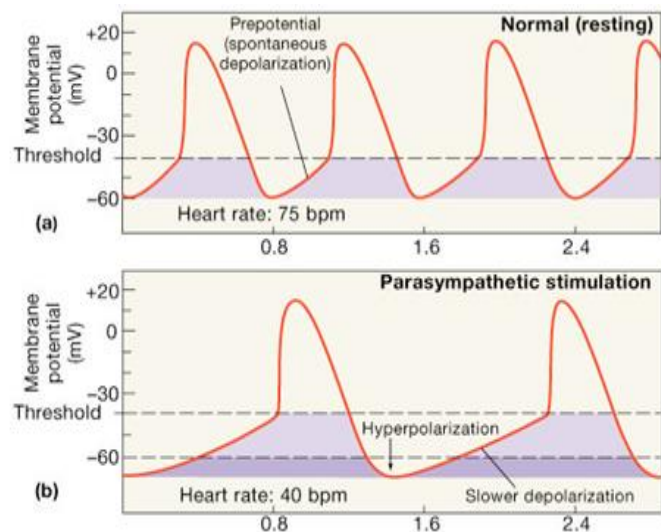 Normal (resting)
Prepotential
(spontaneous
depolarization)
Membrane
potential
(mV)
+20
0
−30
Threshold
−60
Heart rate: 75 bpm
(a)
0.8
1.6
2.4
Parasympathetic stimulation
Membrane
potential
(mV)
+20
0
−30
Threshold
Hyperpolarization
−60
Heart rate: 40 bpm
Slower depolarization
(b)
0.8
1.6
2.4